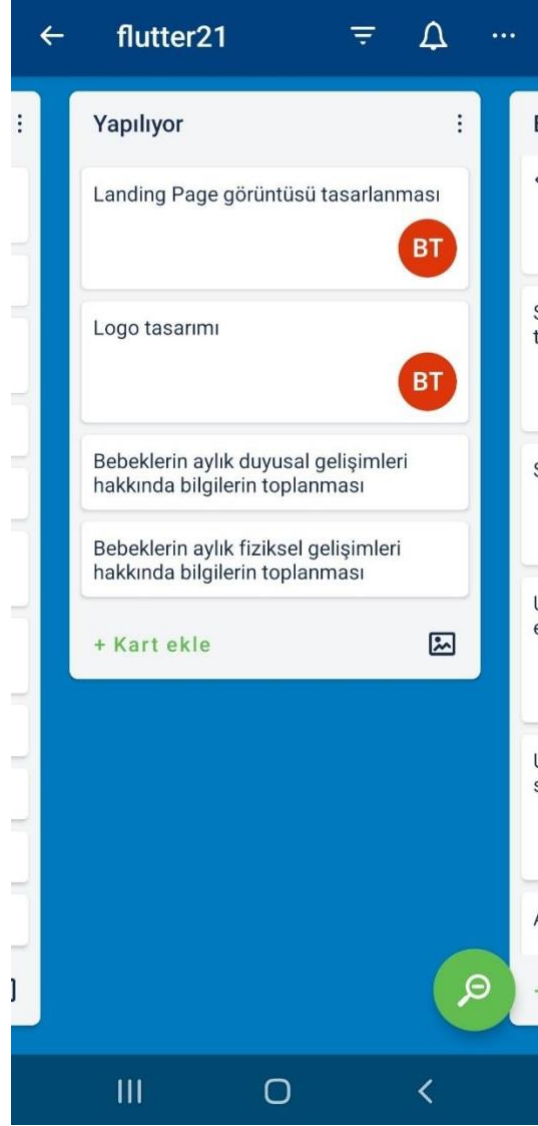 flutter21
Yapılıyor
Landing Page görüntüsü tasarlanması
BT
Logo tasarımı
BT
Bebeklerin aylık duyusal gelişimleri
hakkında bilgilerin toplanması
Bebeklerin aylık fiziksel gelişimleri
hakkında bilgilerin toplanması
+ Kart ekle